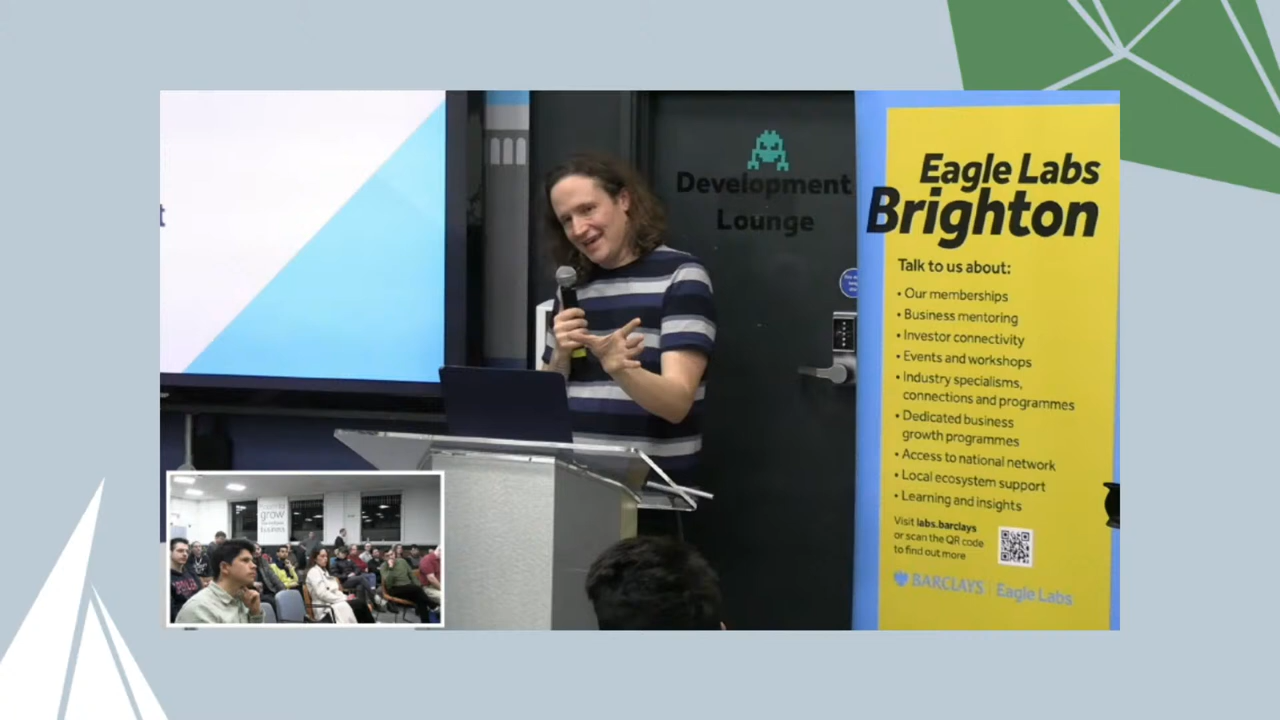 t
Development
Lounge
Eagle Labs
Brighton
Talk to us about:
• Our memberships
• Business mentoring
• Investor connectivity
• Events and workshops
• Industry specialisms,
connections and programmes
• Dedicated business
growth programmes
• Access to national network
• Local ecosystem support
• Learning and insights
Visit labs.barclays
or scan the QR code
to find out more
BARCLAYS | Eagle Labs
grow